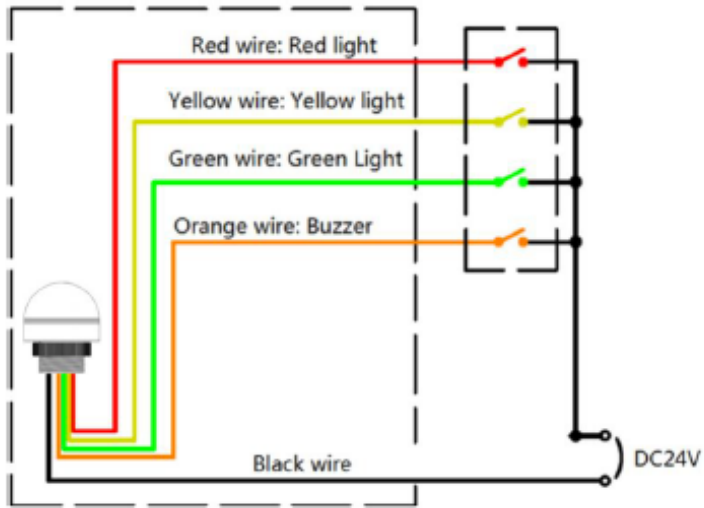 Red wire: Red light
Yellow wire: Yellow light
Green wire: Green Light
Orange wire: Buzzer
Black wire
DC24V